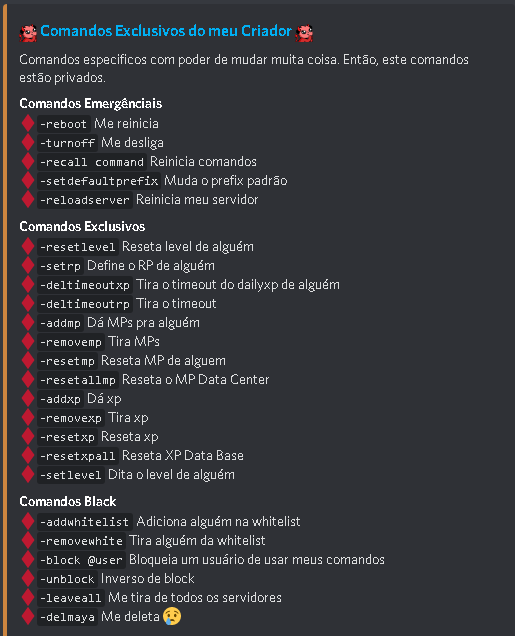 Comandos Exclusivos do meu Criador
Comandos especificos com poder de mudar muita coisa. Então, este comandos
estão privados.
Comandos Emergênciais
-reboot Me reinicia
-turnoff Me desliga
-recall command Reinicia comandos
-setdefaultprefix Muda o prefix padrão
-reloadserver Reinicia meu servidor
Comandos Exclusivos
-resetlevel Reseta level de alguém
-setrp Define o RP de alguém
-deltimeoutxp Tira o timeout do dailyxp de alguém
-deltimeoutrp Tira o timeout
-addmp Dá MPs pra alguém
-removemp Tira MPs
-resetmp Reseta MP de alguem
-resetallmp Reseta o MP Data Center
-addxp Dá xp
-removexp Tira xp
-resetxp Reseta xp
-resetxpall Reseta XP Data Base
-setlevel Dita o level de alguém
Comandos Black
-addwhitelist Adiciona alguém na whitelist
-removewhite Tira alguém da whitelist
-block @user Bloqueia um usuário de usar meus comandos
-unblock Inverso de block
-leaveall Me tira de todos os servidores
-delmaya Me deleta 😢